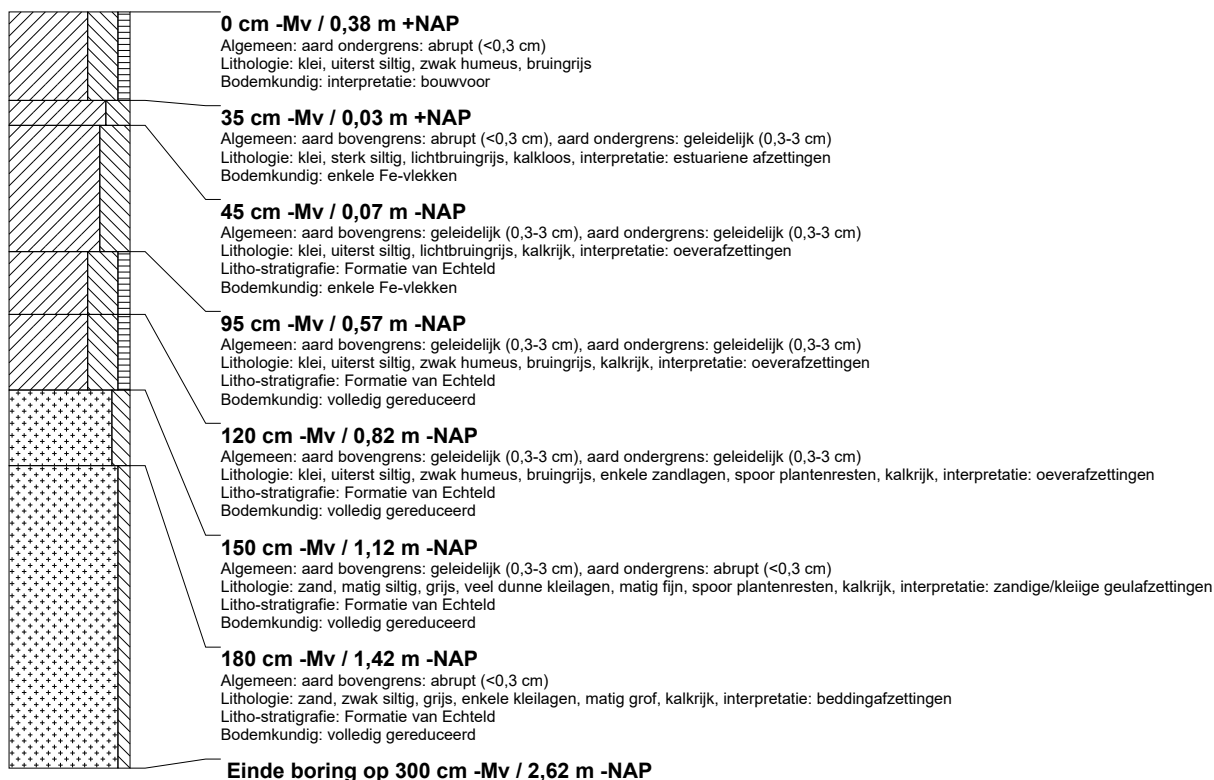 0 cm -Mv / 0,38 m +NAP
Algemeen: aard ondergrens: abrupt (<0,3 cm)
Lithologie: klei, uiterst siltig, zwak humeus, bruingrijs
Bodemkundig: interpretatie: bouwvoor
35 cm -Mv / 0,03 m +NAP
Algemeen: aard bovengrens: abrupt (<0,3 cm), aard ondergrens: geleidelijk (0,3-3 cm)
Lithologie: klei, sterk siltig, lichtbruingrijs, kalkloos, interpretatie: estuariene afzettingen
Bodemkundig: enkele Fe-vlekken
45 cm -Mv / 0,07 m -NAP
Algemeen: aard bovengrens: geleidelijk (0,3-3 cm), aard ondergrens: geleidelijk (0,3-3 cm)
Lithologie: klei, uiterst siltig, lichtbruingrijs, kalkrijk, interpretatie: oeverafzettingen
Litho-stratigrafie: Formatie van Echteld
Bodemkundig: enkele Fe-vlekken
95 cm -Mv / 0,57 m -NAP
Algemeen: aard bovengrens: geleidelijk (0,3-3 cm), aard ondergrens: geleidelijk (0,3-3 cm)
Lithologie: klei, uiterst siltig, zwak humeus, bruingrijs, kalkrijk, interpretatie: oeverafzettingen
Litho-stratigrafie: Formatie van Echteld
Bodemkundig: volledig gereduceerd
120 cm -Mv / 0,82 m -NAP
Algemeen: aard bovengrens: geleidelijk (0,3-3 cm), aard ondergrens: geleidelijk (0,3-3 cm)
Lithologie: klei, uiterst siltig, zwak humeus, bruingrijs, enkele zandlagen, spoor plantenresten, kalkrijk, interpretatie: oeverafzettingen
Litho-stratigrafie: Formatie van Echteld
Bodemkundig: volledig gereduceerd
150 cm -Mv / 1,12 m -NAP
Algemeen: aard bovengrens: geleidelijk (0,3-3 cm), aard ondergrens: abrupt (<0,3 cm)
Lithologie: zand, matig siltig, grijs, veel dunne kleilagen, matig fijn, spoor plantenresten, kalkrijk, interpretatie: zandige/kleiige geulafzettingen
Litho-stratigrafie: Formatie van Echteld
Bodemkundig: volledig gereduceerd
180 cm -Mv / 1,42 m -NAP
Algemeen: aard bovengrens: abrupt (<0,3 cm)
Lithologie: zand, zwak siltig, grijs, enkele kleilagen, matig grof, kalkrijk, interpretatie: beddingafzettingen
Litho-stratigrafie: Formatie van Echteld
Bodemkundig: volledig gereduceerd
Einde boring op 300 cm -Mv / 2,62 m -NAP